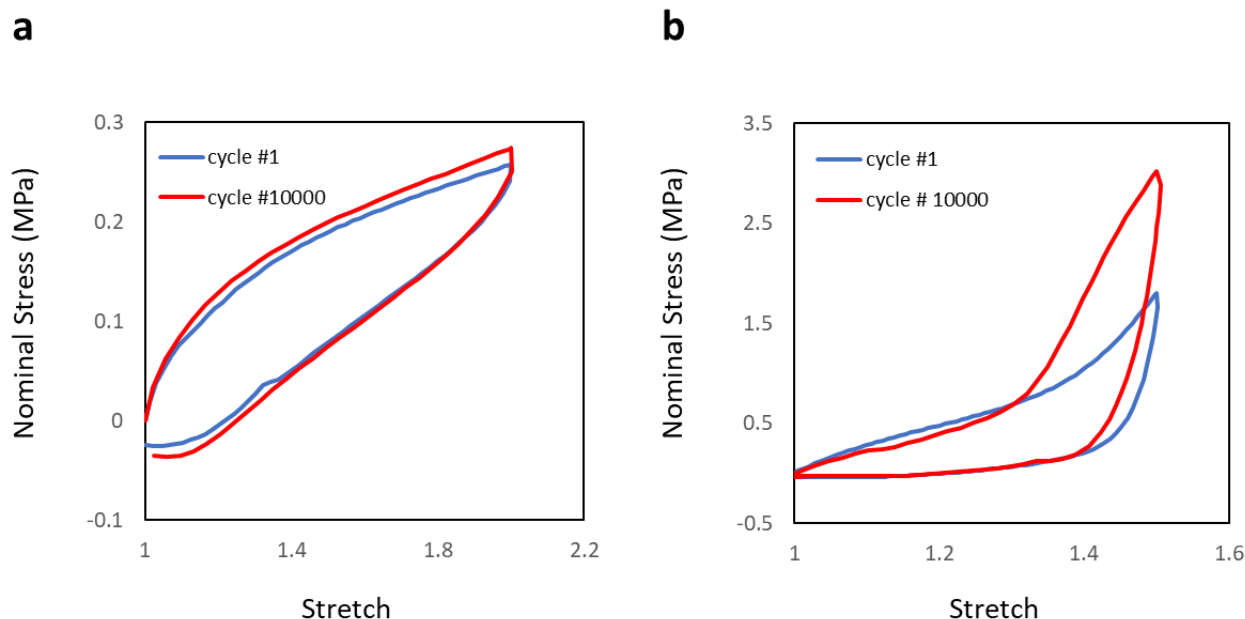 a
Nominal Stress (MPa)
0.3
0.2
0.1
0
-0.1
cycle #1
cycle #10000
1
1.4
1.8
2.2
Stretch
b
Nominal Stress (MPa)
3.5
2.5
1.5
0.5
-0.5
cycle #1
cycle # 10000
1
1.2
1.4
1.6
Stretch